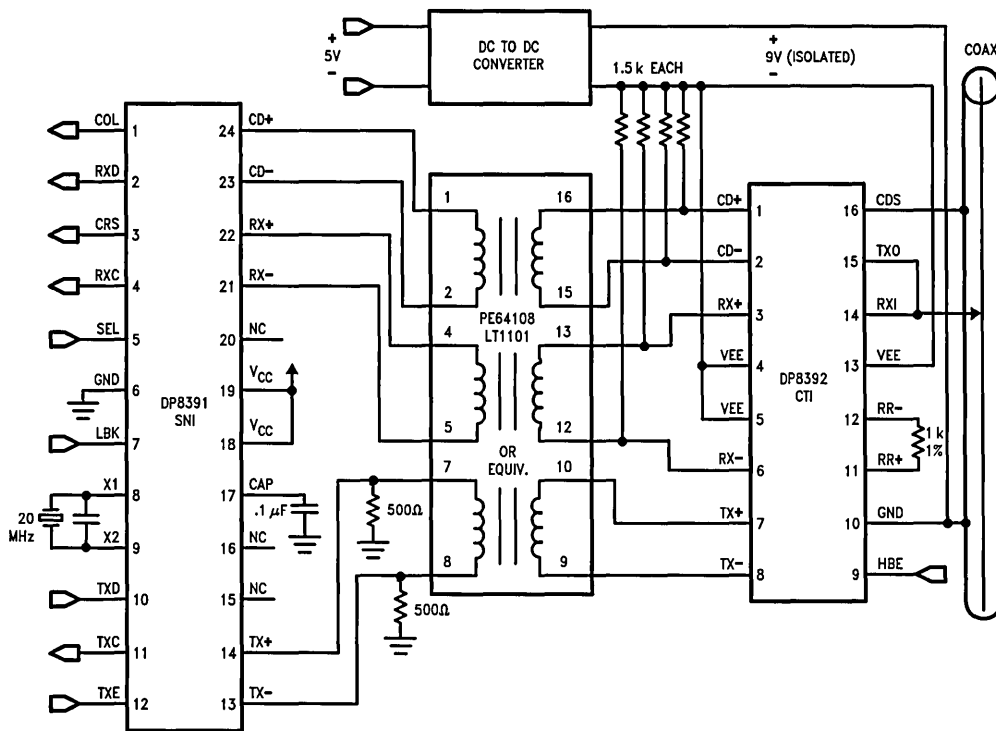 +
5V
-
DC TO DC
CONVERTER
+
9V (ISOLATED)
-
COAX
1.5 k EACH
COL
1
RXD
2
CRS
3
RXC
4
SEL
5
GND
6
LBK
7
X1
8
20
MHz
X2
9
TXD
10
TXC
11
TXE
12
DP8391
SNI
CD+
24
CD-
23
RX+
22
RX-
21
NC
20
VCC
19
VCC
18
CAP
17
.1 µF
NC
16
NC
15
TX+
14
TX-
13
500Ω
500Ω
1
16
2
15
PE64108
LT1101
4
13
5
12
OR
EQUIV.
7
10
8
9
CD+
1
CD-
2
RX+
3
VEE
4
VEE
5
RX-
6
TX+
7
TX-
8
DP8392
CTI
CDS
16
TXO
15
RXI
14
VEE
13
RR-
12
1 k
1%
RR+
11
GND
10
HBE
9